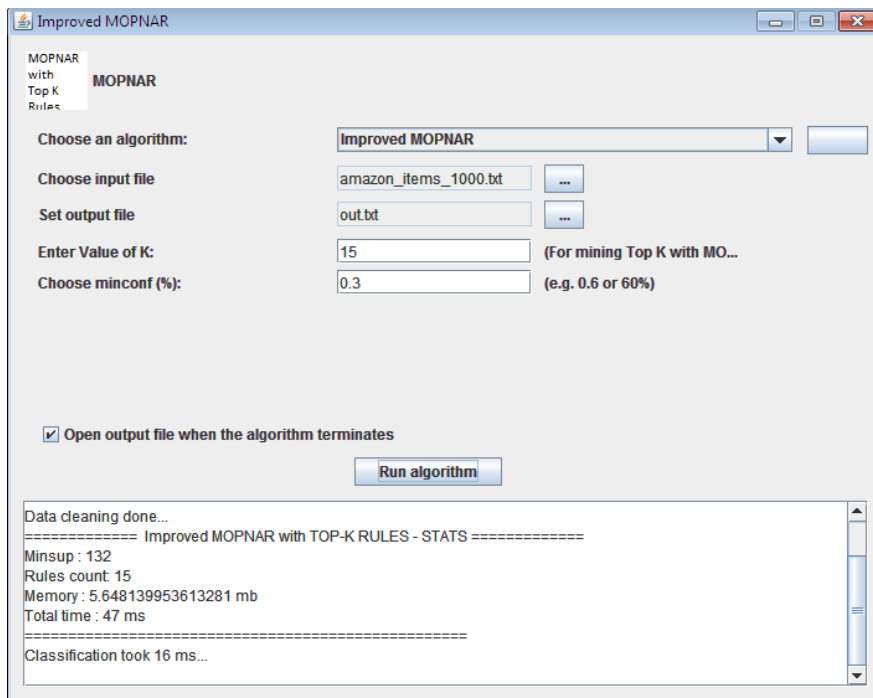 Improved MOPNAR
MOPNAR
with
Top K
Rules
MOPNAR
Choose an algorithm:
Improved MOPNAR
Choose input file
amazon_items_1000.txt
...
Set output file
out.txt
...
Enter Value of K:
15
(For mining Top K with MO...
Choose minconf (%):
0.3
(e.g. 0.6 or 60%)
Open output file when the algorithm terminates
Run algorithm
Data cleaning done...
============= Improved MOPNAR with TOP-K RULES - STATS =============
Minsup : 132
Rules count: 15
Memory : 5.648139953613281 mb
Total time : 47 ms
====================================================
Classification took 16 ms...